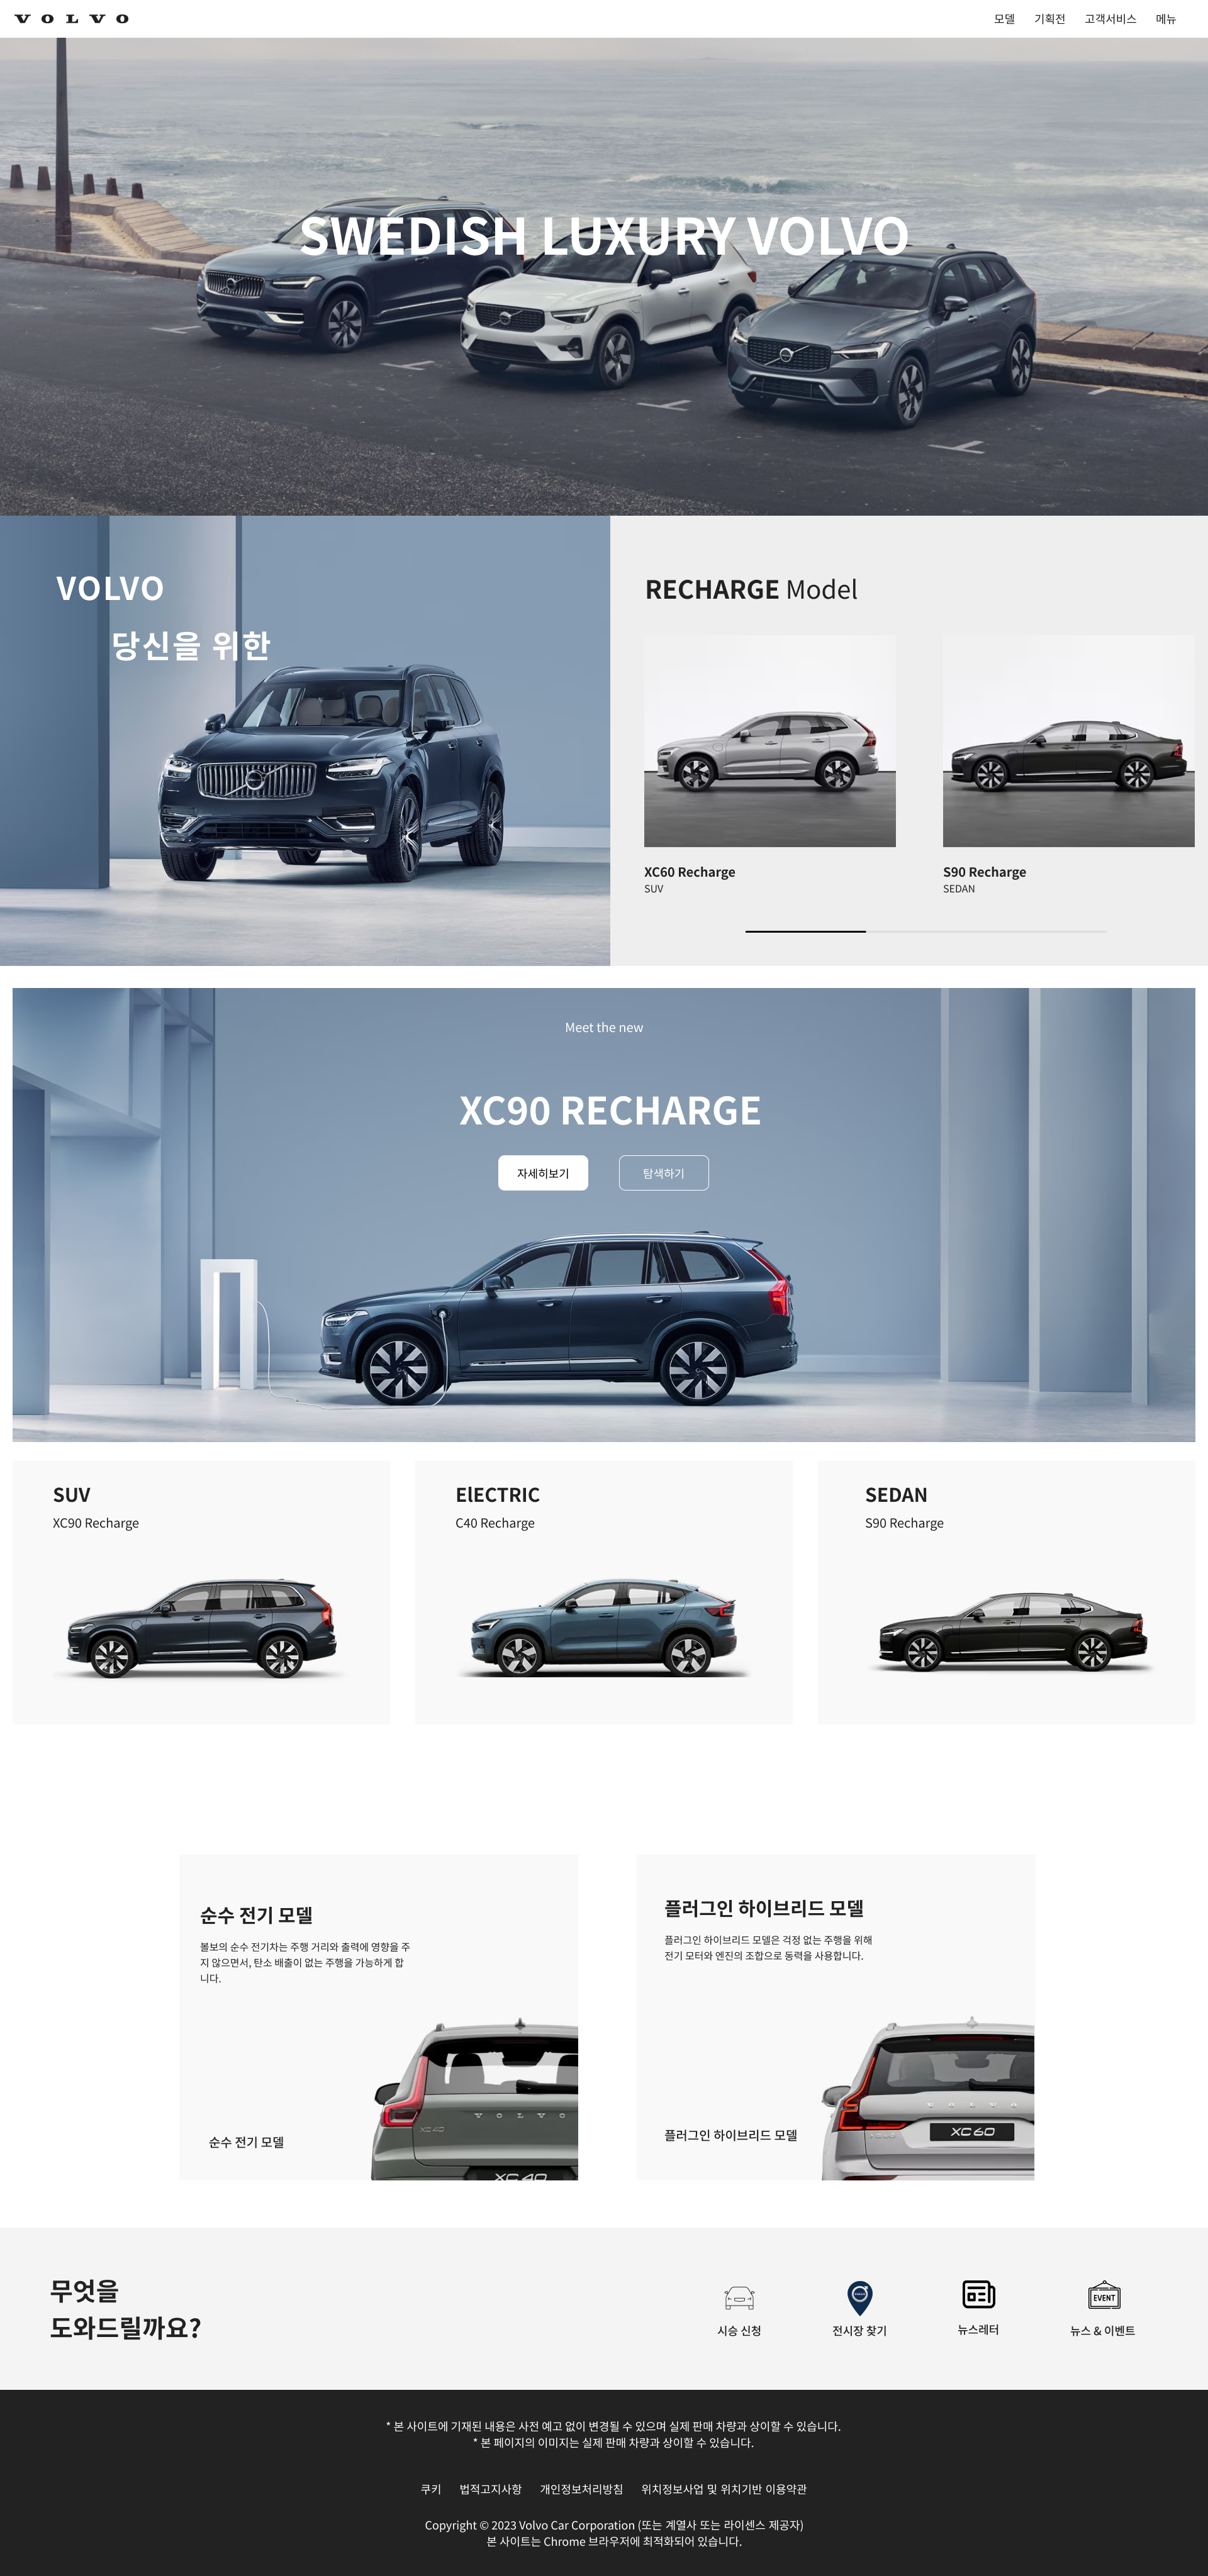 VOLVO
모델 기획전 고객서비스 메뉴
SWEDISH LUXURY VOLVO
VOLVO
당신을 위한
RECHARGE Model
XC60 Recharge
SUV
S90 Recharge
SEDAN
Meet the new
XC90 RECHARGE
자세히보기 탐색하기
SUV
XC90 Recharge
ElECTRIC
C40 Recharge
SEDAN
S90 Recharge
순수 전기 모델
볼보의 순수 전기차는 주행 거리와 출력에 영향을 주
지 않으면서, 탄소 배출이 없는 주행을 가능하게 합
니다.
VOLVO
XC40
XC40
순수 전기 모델
플러그인 하이브리드 모델
플러그인 하이브리드 모델은 걱정 없는 주행을 위해
전기 모터와 엔진의 조합으로 동력을 사용합니다.
VOLVO
XC60
플러그인 하이브리드 모델
무엇을
도와드릴까요?
시승 신청
전시장 찾기
뉴스레터
EVENT
뉴스 & 이벤트
* 본 사이트에 기재된 내용은 사전 예고 없이 변경될 수 있으며 실제 판매 차량과 상이할 수 있습니다.
* 본 페이지의 이미지는 실제 판매 차량과 상이할 수 있습니다.
쿠키 법적고지사항 개인정보처리방침 위치정보사업 및 위치기반 이용약관
Copyright © 2023 Volvo Car Corporation (또는 계열사 또는 라이센스 제공자)
본 사이트는 Chrome 브라우저에 최적화되어 있습니다.